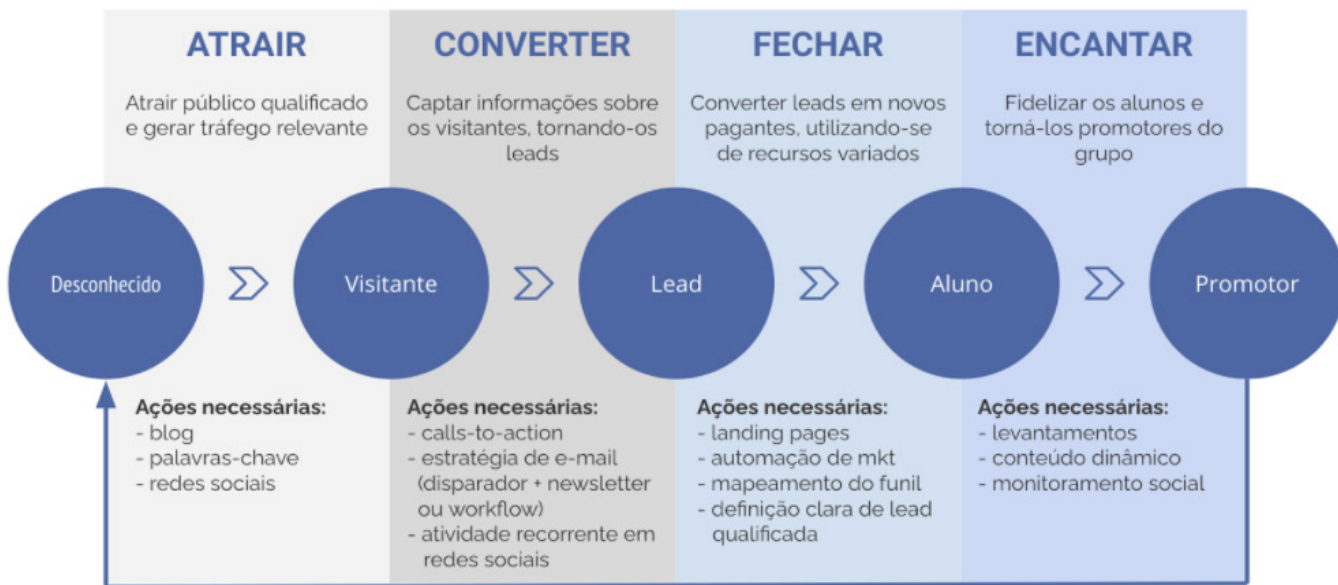 ATRAIR
Atrair público qualificado
e gerar tráfego relevante
CONVERTER
Captar informações sobre
os visitantes, tornando-os
leads
FECHAR
Converter leads em novos
pagantes, utilizando-se
de recursos variados
ENCANTAR
Fidelizar os alunos e
torná-los promotores do
grupo
Desconhecido
Visitante
Lead
Aluno
Promotor
Ações necessárias:
- blog
- palavras-chave
- redes sociais
Ações necessárias:
- calls-to-action
- estratégia de e-mail
(disparador + newsletter
ou workflow)
- atividade recorrente em
redes sociais
Ações necessárias:
- landing pages
- automação de mkt
- mapeamento do funil
- definição clara de lead
qualificada
Ações necessárias:
- levantamentos
- conteúdo dinâmico
- monitoramento social